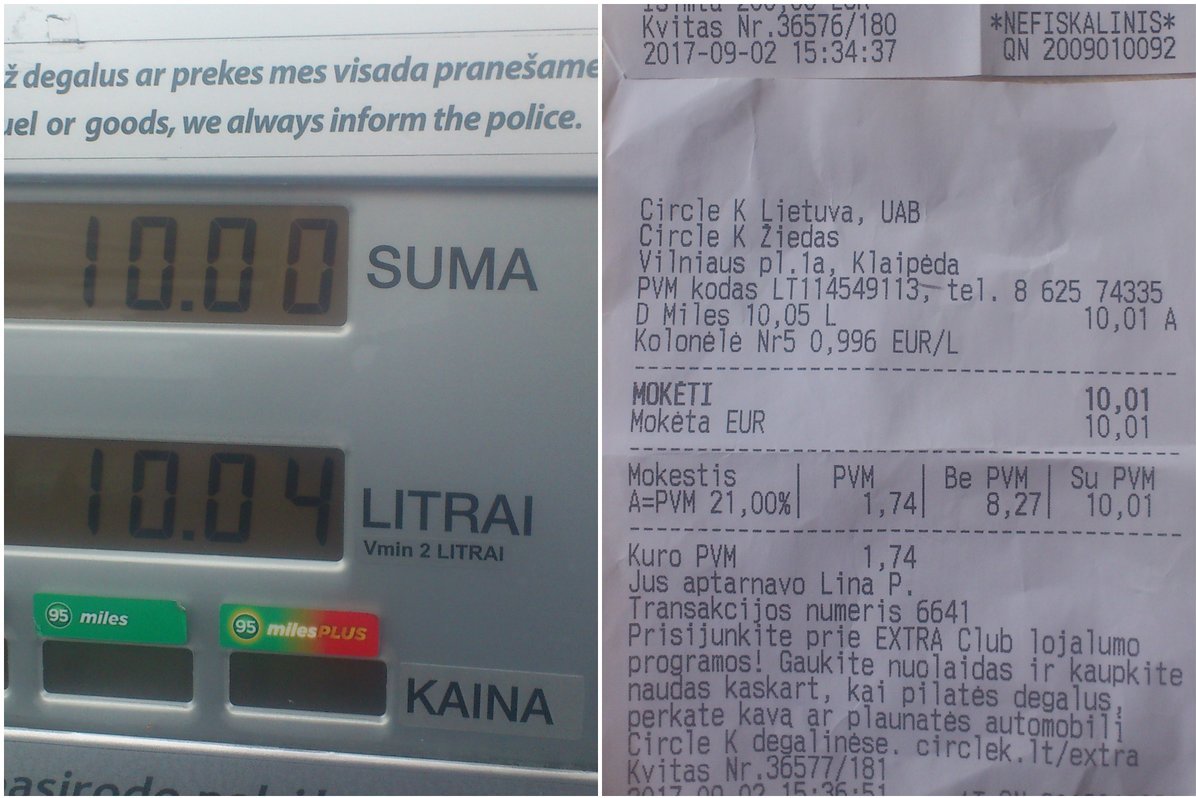 ž degalus ar prekes mes visada pranešame
uel or goods, we always inform the police.
10.00 SUMA
10.04 LITRAI
Vmin 2 LITRAI
95 miles
95 milesPLUS
KAINA
Kvitas Nr.36576/180
2017-09-02 15:34:37
*NEFISKALINIS*
QN 2009010092
Circle K Lietuva, UAB
Circle K Žiedas
Vilniaus pl.1a, Klaipėda
PVM kodas LT114549113, tel. 8 625 74335
D Miles 10,05 L 10,01 A
Kolonėlė Nr5 0,996 EUR/L
MOKĖTI 10,01
Mokėta EUR 10,01
Mokestis | PVM | Be PVM | Su PVM
A=PVM 21,00% | 1,74 | 8,27 | 10,01
Kuro PVM 1,74
Jus aptarnavo Lina P.
Transakcijos numeris 6641
Prisijunkite prie EXTRA Club lojalumo
programos! Gaukite nuolaidas ir kaupkite
naudas kaskart, kai pilatės degalus,
perkate kavą ar plaunatės automobilį
Circle K degalinėse. circlek.lt/extra
Kvitas Nr.36577/181
2017-09-02 15:36:51